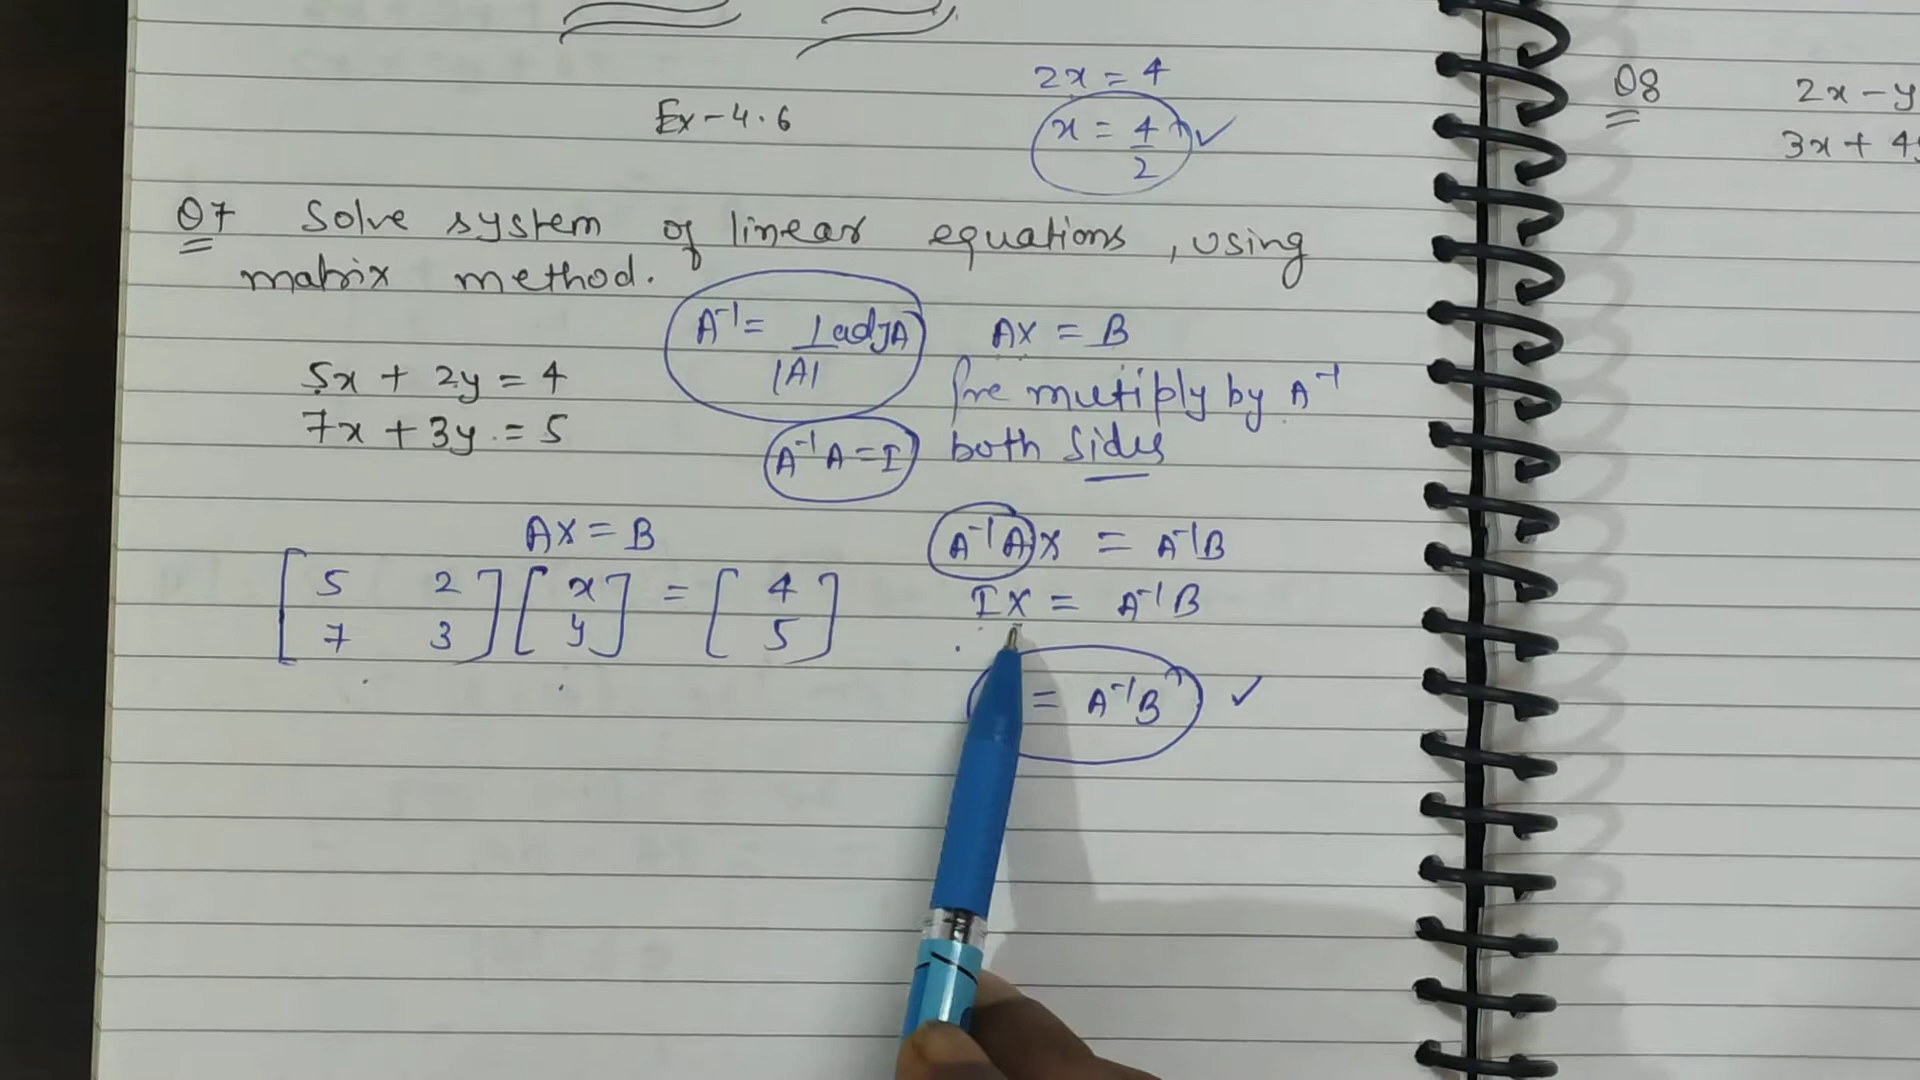 Ex-4.6
2x = 4
x = 4/2 ✓
Q7 Solve system of linear equations, using
matrix method.
A⁻¹ = 1/|A| adjA
A⁻¹A = I
5x + 2y = 4
7x + 3y = 5
AX = B
[5 2
7 3] [x
y] = [4
5]
AX = B
Pre multiply by A⁻¹
both Sides
A⁻¹AX = A⁻¹B
IX = A⁻¹B
= A⁻¹B ✓
Q8 2x - y
3x + 4